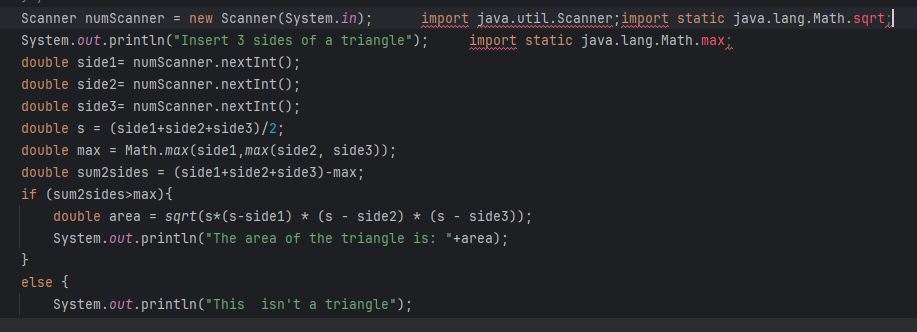 Scanner numScanner = new Scanner(System.in);      import java.util.Scanner;import static java.lang.Math.sqrt;
System.out.println("Insert 3 sides of a triangle");     import static java.lang.Math.max;
double side1= numScanner.nextInt();
double side2= numScanner.nextInt();
double side3= numScanner.nextInt();
double s = (side1+side2+side3)/2;
double max = Math.max(side1,max(side2, side3));
double sum2sides = (side1+side2+side3)-max;
if (sum2sides>max){
    double area = sqrt(s*(s-side1) * (s - side2) * (s - side3));
    System.out.println("The area of the triangle is: "+area);
}
else {
    System.out.println("This  isn't a triangle");